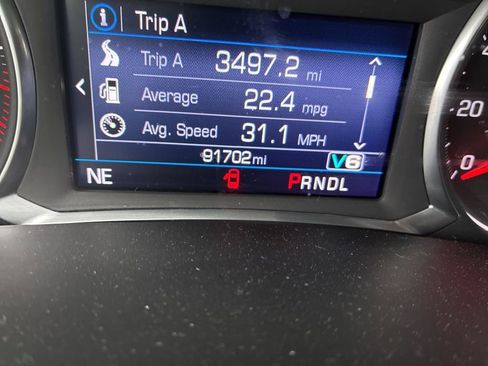 Trip A
Trip A 3497.2 mi
Average 22.4 mpg
Avg. Speed 31.1 MPH
91702mi V6
NE PRNDL
20
0